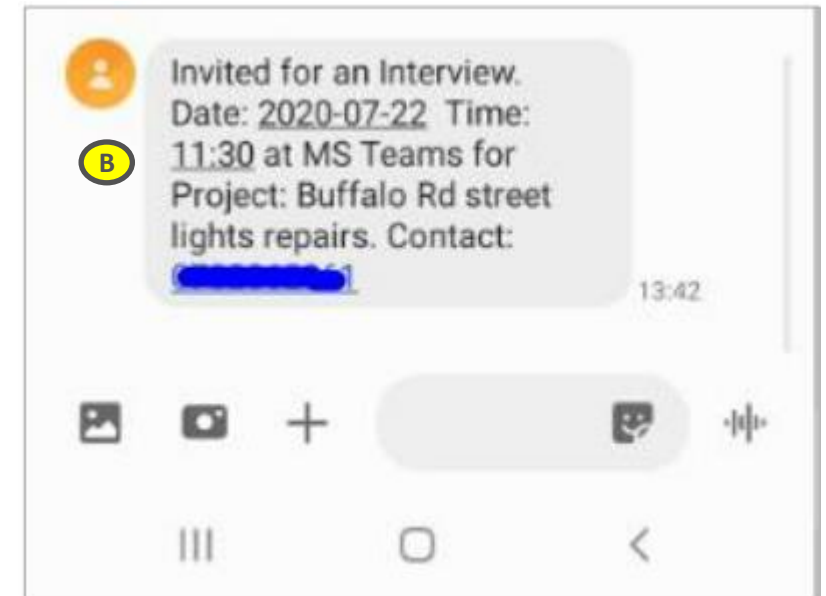 Invited for an Interview.
Date: 2020-07-22 Time:
B
11:30 at MS Teams for
Project: Buffalo Rd street
lights repairs. Contact:
13:42